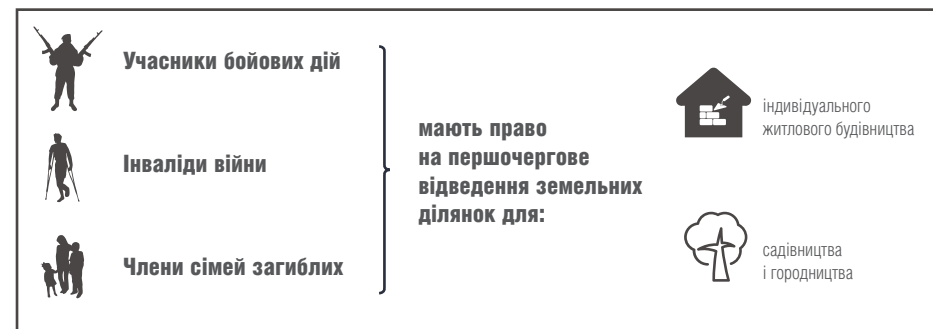 Учасники бойових дій
Інваліди війни
Члени сімей загиблих
мають право
на першочергове
відведення земельних
ділянок для:
індивідуального
житлового будівництва
садівництва
і городництва